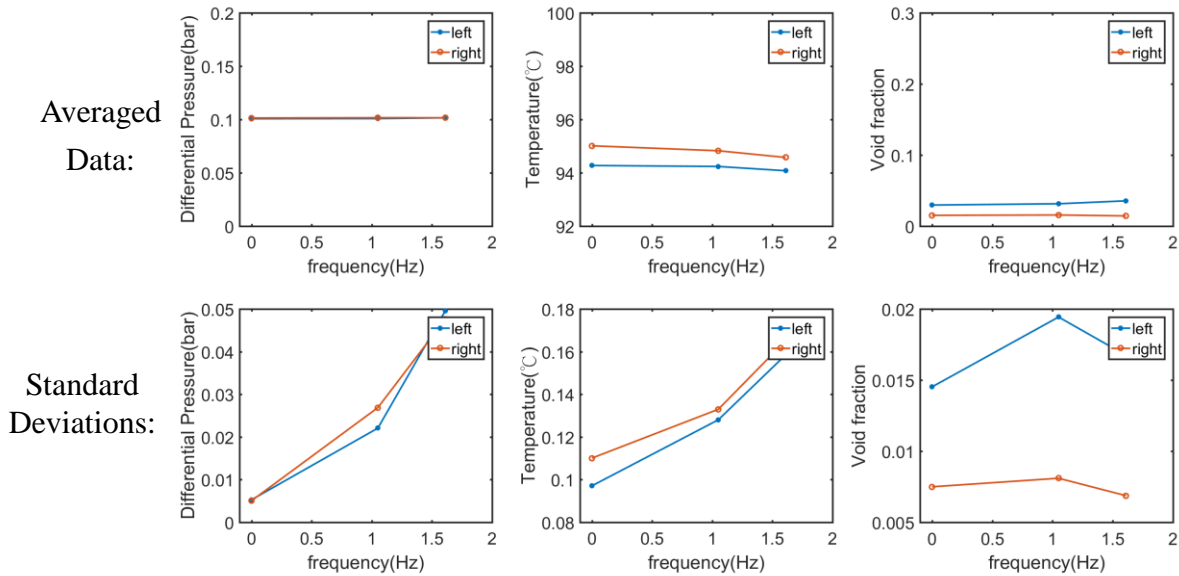 Averaged
Data:
Differential Pressure(bar)
0.2
0.15
0.1
0.05
0
0 0.5 1 1.5 2
frequency(Hz)
left
right
Temperature(℃)
100
98
96
94
92
0 0.5 1 1.5 2
frequency(Hz)
left
right
Void fraction
0.3
0.2
0.1
0
0 0.5 1 1.5 2
frequency(Hz)
left
right
Standard
Deviations:
Differential Pressure(bar)
0.05
0.04
0.03
0.02
0.01
0
0 0.5 1 1.5 2
frequency(Hz)
left
right
Temperature(℃)
0.18
0.16
0.14
0.12
0.1
0.08
0 0.5 1 1.5 2
frequency(Hz)
left
right
Void fraction
0.02
0.015
0.01
0.005
0 0.5 1 1.5 2
frequency(Hz)
left
right